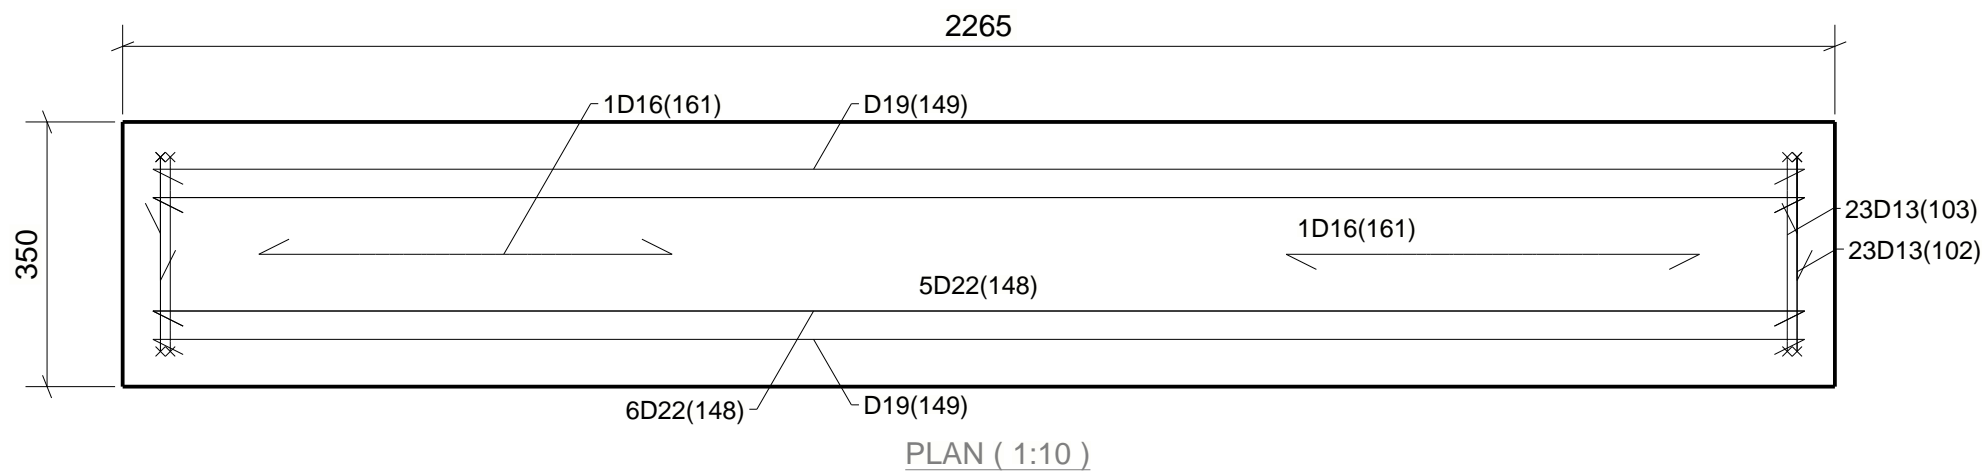 2265
1D16(161)
D19(149)
350
23D13(103)
1D16(161)
23D13(102)
5D22(148)
6D22(148)
D19(149)
PLAN ( 1:10 )